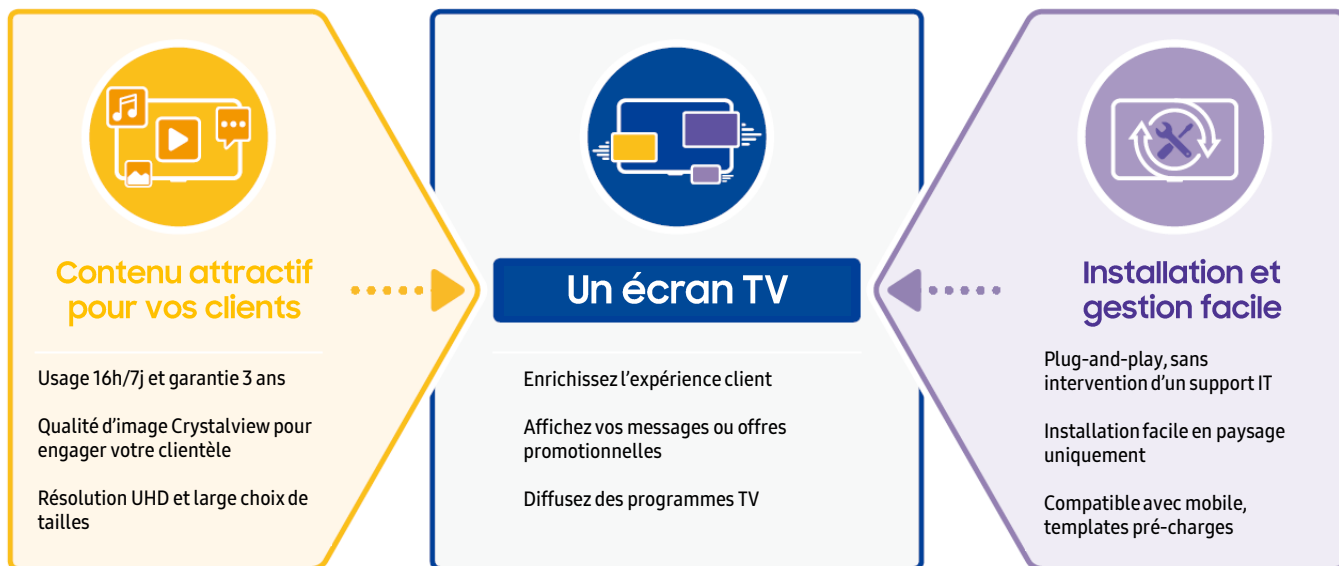 Contenu attractif
pour vos clients
Usage 16h/7j et garantie 3 ans
Qualité d’image Crystalview pour
engager votre clientèle
Résolution UHD et large choix de
tailles
Un écran TV
Enrichissez l’expérience client
Affichez vos messages ou offres
promotionnelles
Diffusez des programmes TV
Installation et
gestion facile
Plug-and-play, sans
intervention d’un support IT
Installation facile en paysage
uniquement
Compatible avec mobile,
templates pré-charges